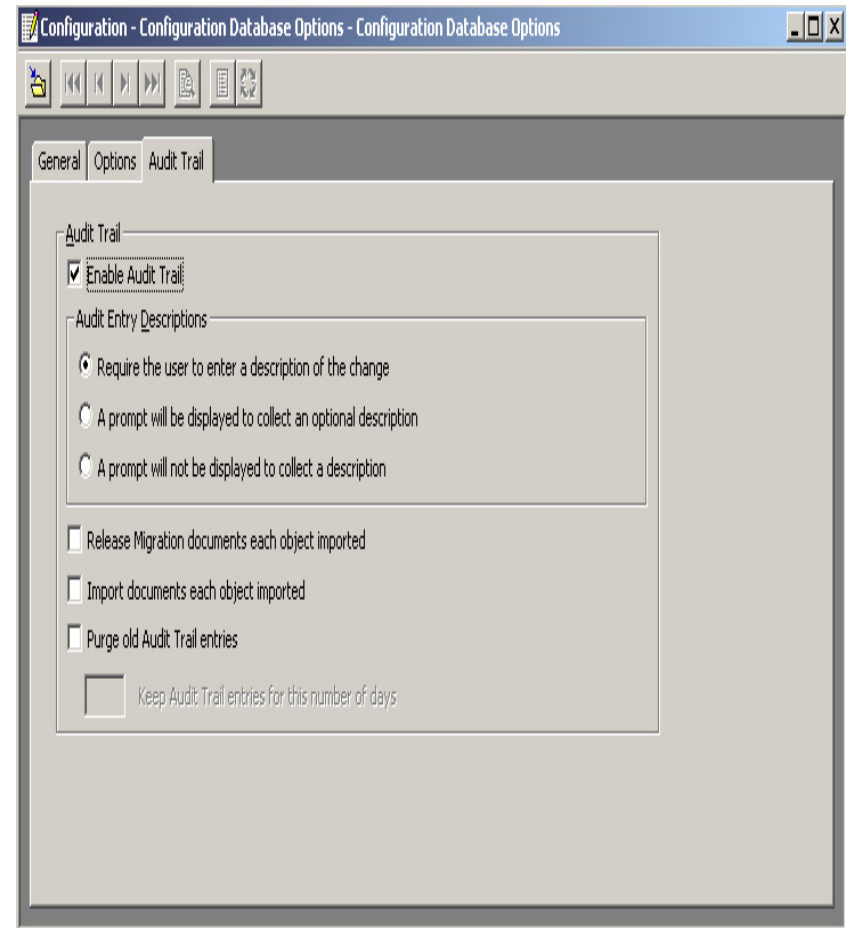 Configuration - Configuration Database Options - Configuration Database Options
General Options Audit Trail
Audit Trail
Enable Audit Trail
Audit Entry Descriptions
Require the user to enter a description of the change
A prompt will be displayed to collect an optional description
A prompt will not be displayed to collect a description
Release Migration documents each object imported
Import documents each object imported
Purge old Audit Trail entries
Keep Audit Trail entries for this number of days